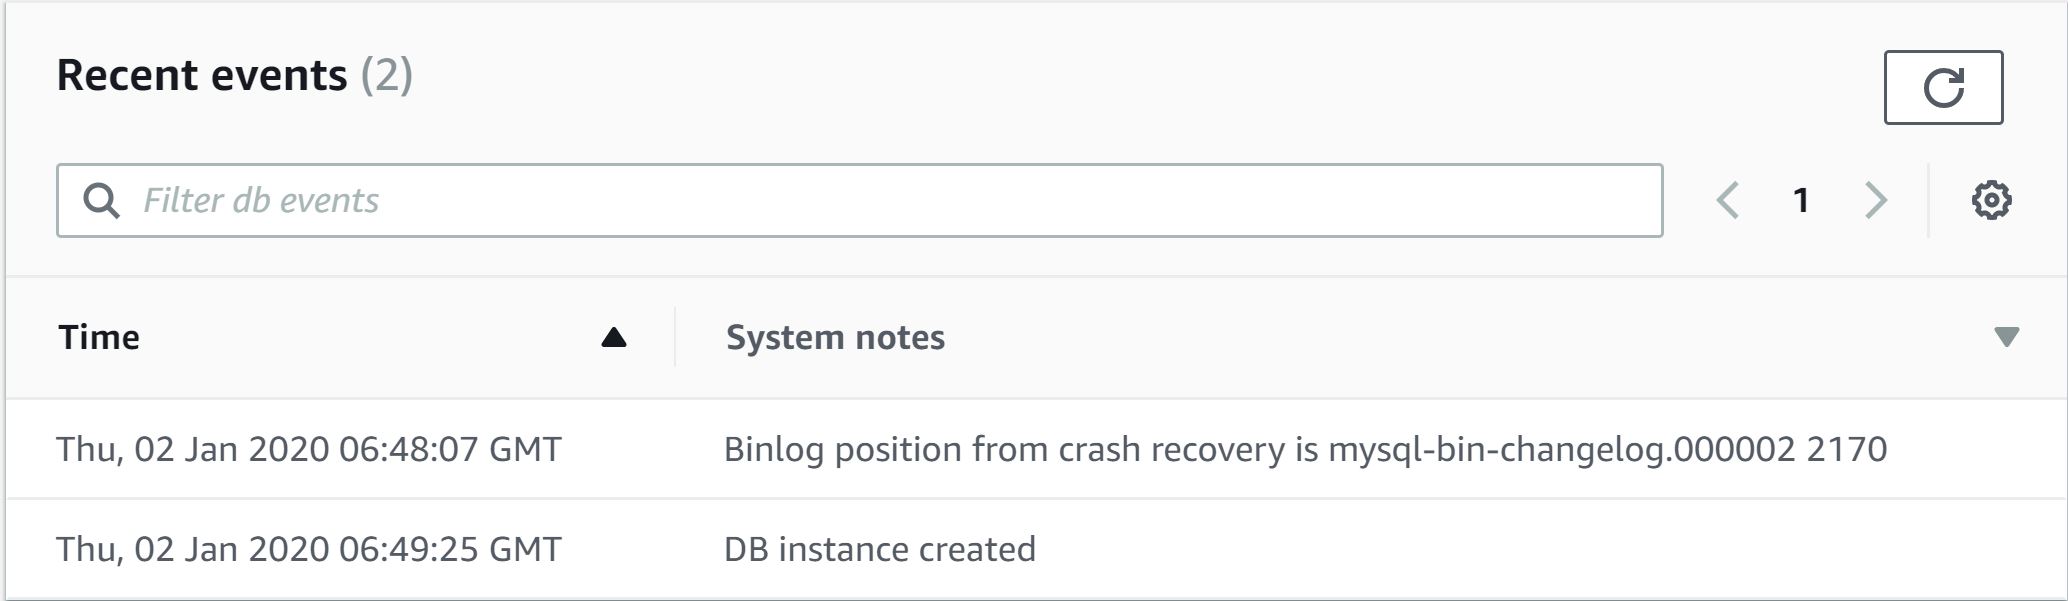 Recent events (2)
Filter db events
1
Time
System notes
Thu, 02 Jan 2020 06:48:07 GMT
Binlog position from crash recovery is mysql-bin-changelog.000002 2170
Thu, 02 Jan 2020 06:49:25 GMT
DB instance created